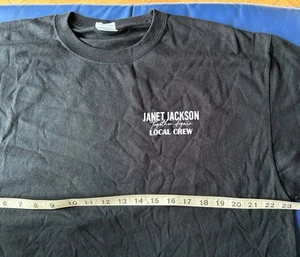 JANET JACKSON
Together Again
LOCAL CREW
6 7 8 9 10 11 12 13 14 15 16 17 18 19 20 21 22 23